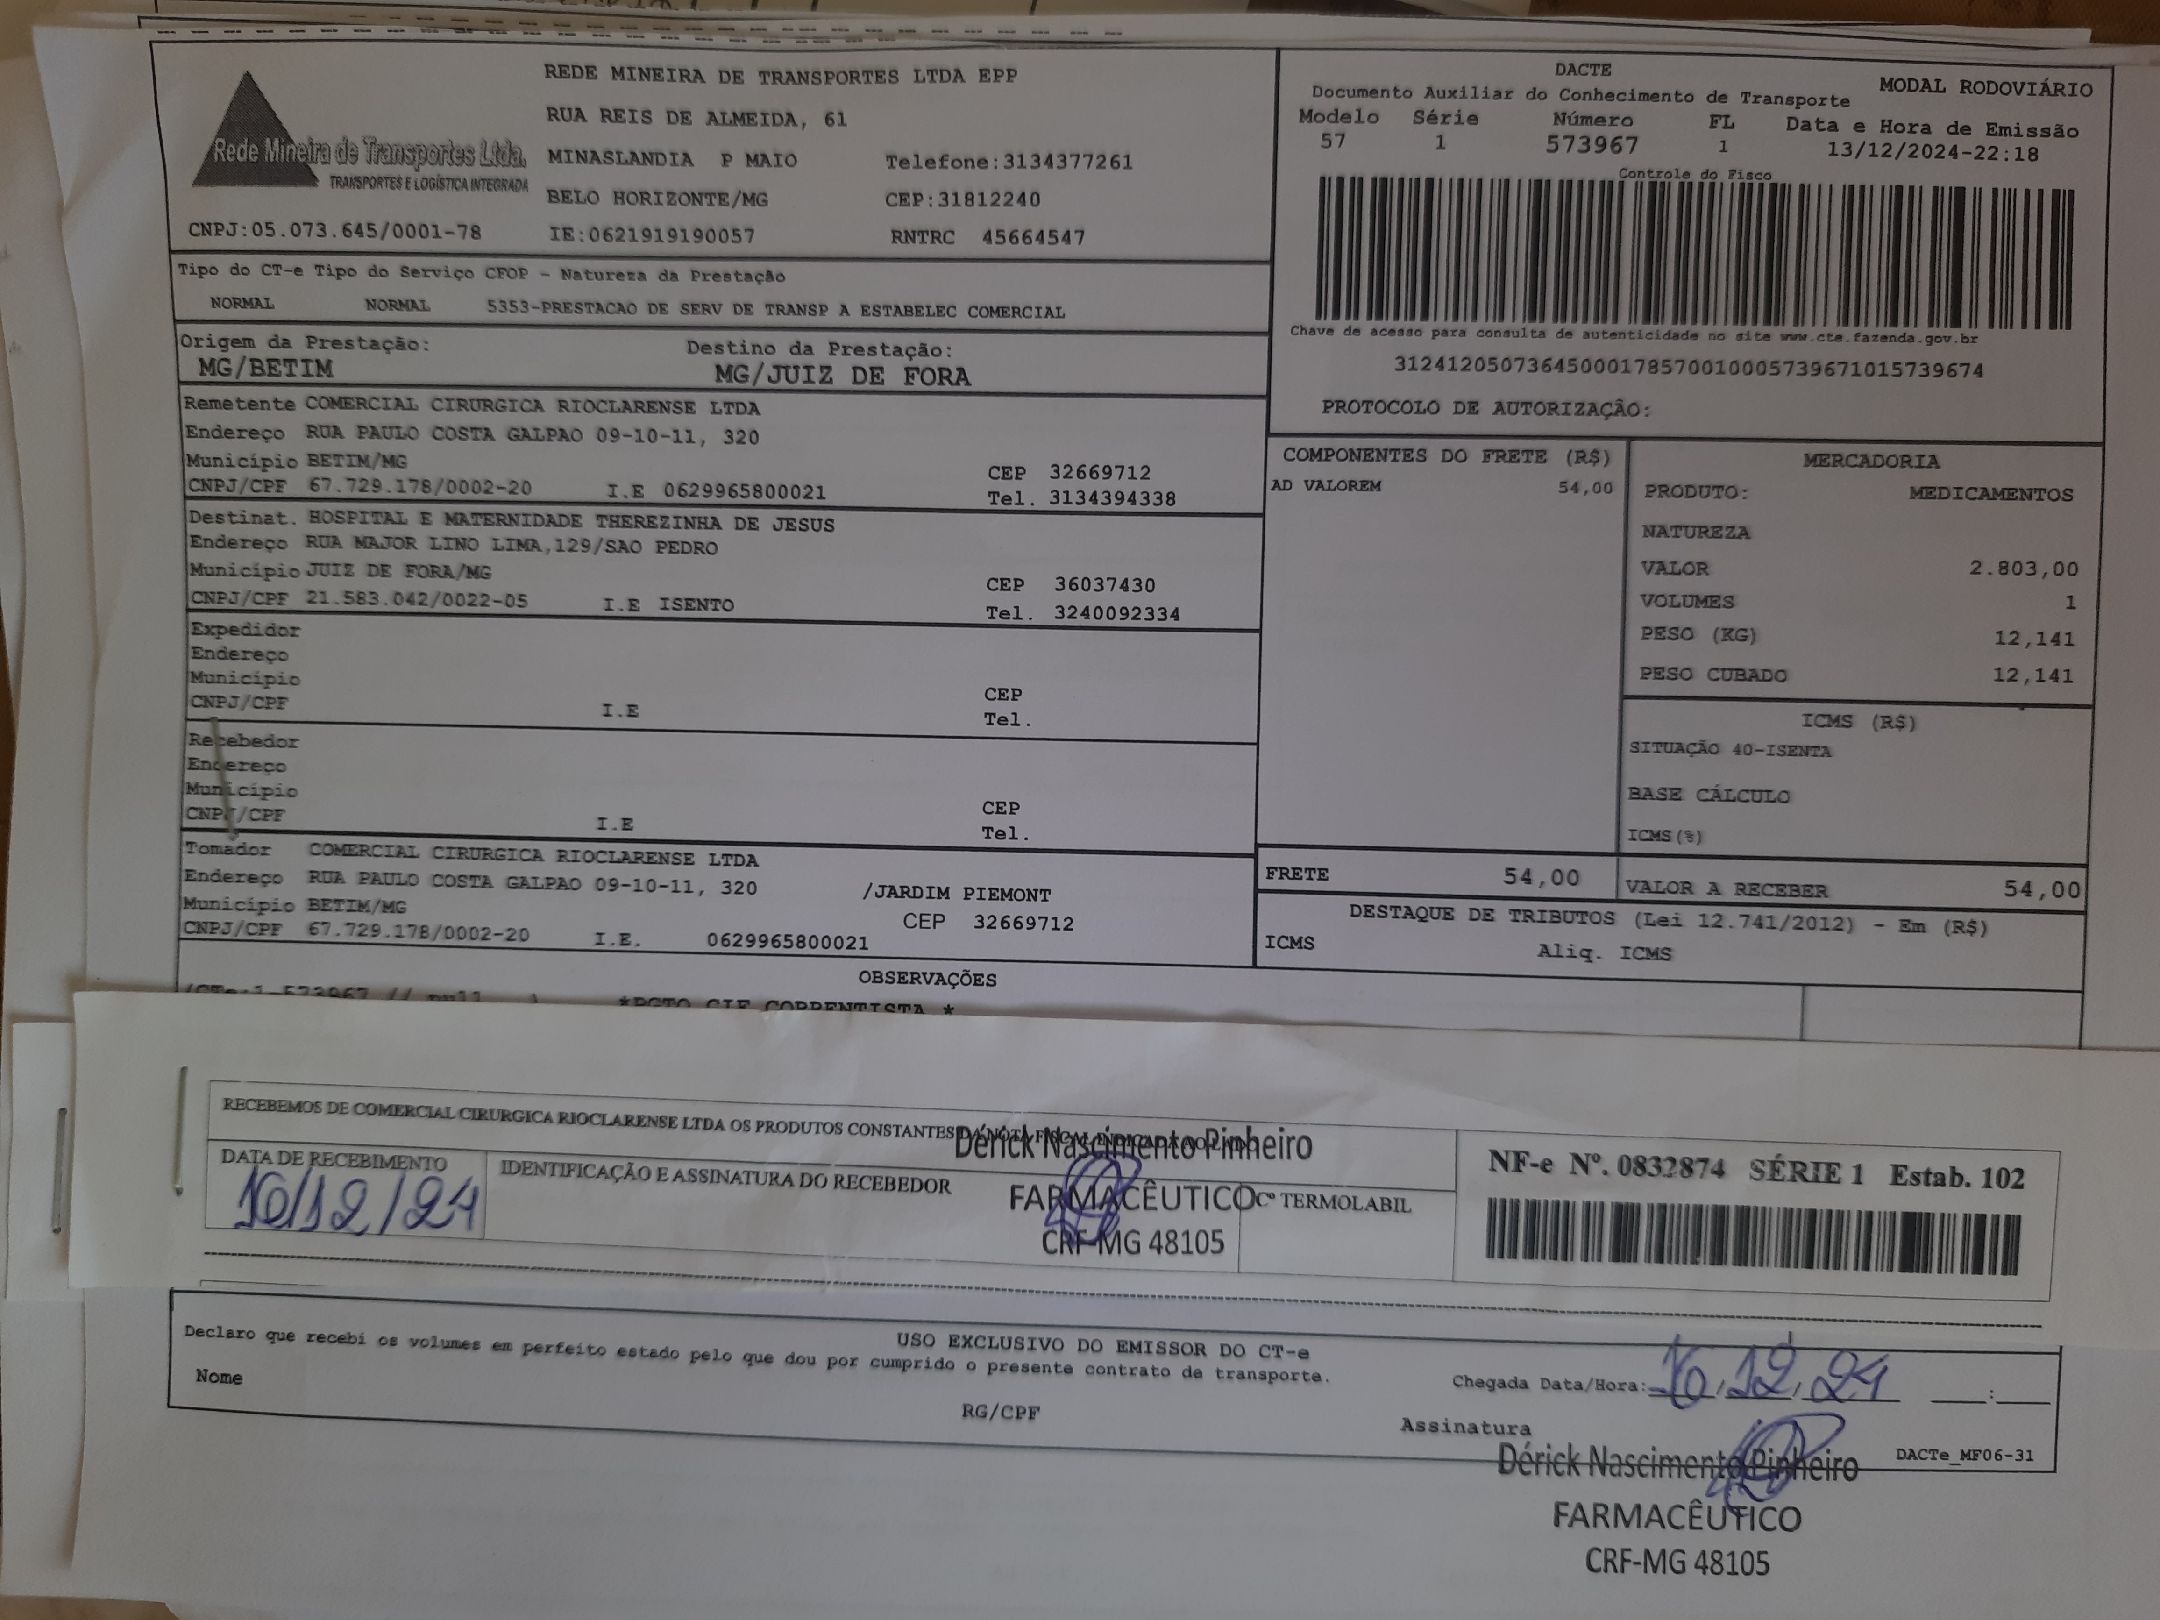 REDE MINEIRA DE TRANSPORTES LTDA EPP
RUA REIS DE ALMEIDA, 61
Rede Mineira de Transportes Ltda.
TRANSPORTES E LOGÍSTICA INTEGRADA
MINASLANDIA P MAIO Telefone:3134377261
BELO HORIZONTE/MG CEP:31812240
CNPJ:05.073.645/0001-78 IE:0621919190057 RNTRC 45664547
DACTE
MODAL RODOVIÁRIO
Documento Auxiliar do Conhecimento de Transporte
Modelo Série Número FL Data e Hora de Emissão
57 1 573967 1 13/12/2024-22:18
Controle do Fisco
Chave de acesso para consulta de autenticidade no site www.cte.fazenda.gov.br
31241205073645000178570010005739671015739674
PROTOCOLO DE AUTORIZAÇÃO:
Tipo do CT-e Tipo do Serviço CFOP - Natureza da Prestação
NORMAL NORMAL 5353-PRESTACAO DE SERV DE TRANSP A ESTABELEC COMERCIAL
Origem da Prestação: Destino da Prestação:
MG/BETIM MG/JUIZ DE FORA
Remetente COMERCIAL CIRURGICA RIOCLARENSE LTDA
Endereço RUA PAULO COSTA GALPAO 09-10-11, 320
Município BETIM/MG CEP 32669712
CNPJ/CPF 67.729.178/0002-20 I.E 0629965800021 Tel. 3134394338
Destinat. HOSPITAL E MATERNIDADE THEREZINHA DE JESUS
Endereço RUA MAJOR LINO LIMA,129/SAO PEDRO
Município JUIZ DE FORA/MG CEP 36037430
CNPJ/CPF 21.583.042/0022-05 I.E ISENTO Tel. 3240092334
Expedidor
Endereço
Município CEP
CNPJ/CPF I.E Tel.
Recebedor
Endereço
Município CEP
CNPJ/CPF I.E Tel.
Tomador COMERCIAL CIRURGICA RIOCLARENSE LTDA
Endereço RUA PAULO COSTA GALPAO 09-10-11, 320 /JARDIM PIEMONT
Município BETIM/MG CEP 32669712
CNPJ/CPF 67.729.178/0002-20 I.E. 0629965800021
COMPONENTES DO FRETE (R$)
AD VALOREM 54,00
MERCADORIA
PRODUTO: MEDICAMENTOS
NATUREZA
VALOR 2.803,00
VOLUMES 1
PESO (KG) 12,141
PESO CUBADO 12,141
ICMS (R$)
SITUAÇÃO 40-ISENTA
BASE CÁLCULO
ICMS(%)
FRETE 54,00 VALOR A RECEBER 54,00
DESTAQUE DE TRIBUTOS (Lei 12.741/2012) - Em (R$)
ICMS Aliq. ICMS
OBSERVAÇÕES
/CTe:1 573967 // null *PGTO CIF CORRENTISTA *
RECEBEMOS DE COMERCIAL CIRURGICA RIOCLARENSE LTDA OS PRODUTOS CONSTANTES DA NOTA FISCAL
Dérick Nascimento Pinheiro
DATA DE RECEBIMENTO IDENTIFICAÇÃO E ASSINATURA DO RECEBEDOR
16/12/24
FARMACÊUTICO Cº TERMOLABIL
CRF-MG 48105
NF-e Nº. 0832874 SÉRIE 1 Estab. 102
USO EXCLUSIVO DO EMISSOR DO CT-e
Declaro que recebi os volumes em perfeito estado pelo que dou por cumprido o presente contrato de transporte.
Nome RG/CPF
Chegada Data/Hora: 16,12,24 :
Assinatura
Dérick Nascimento Pinheiro DACTe_MF06-31
FARMACÊUTICO
CRF-MG 48105